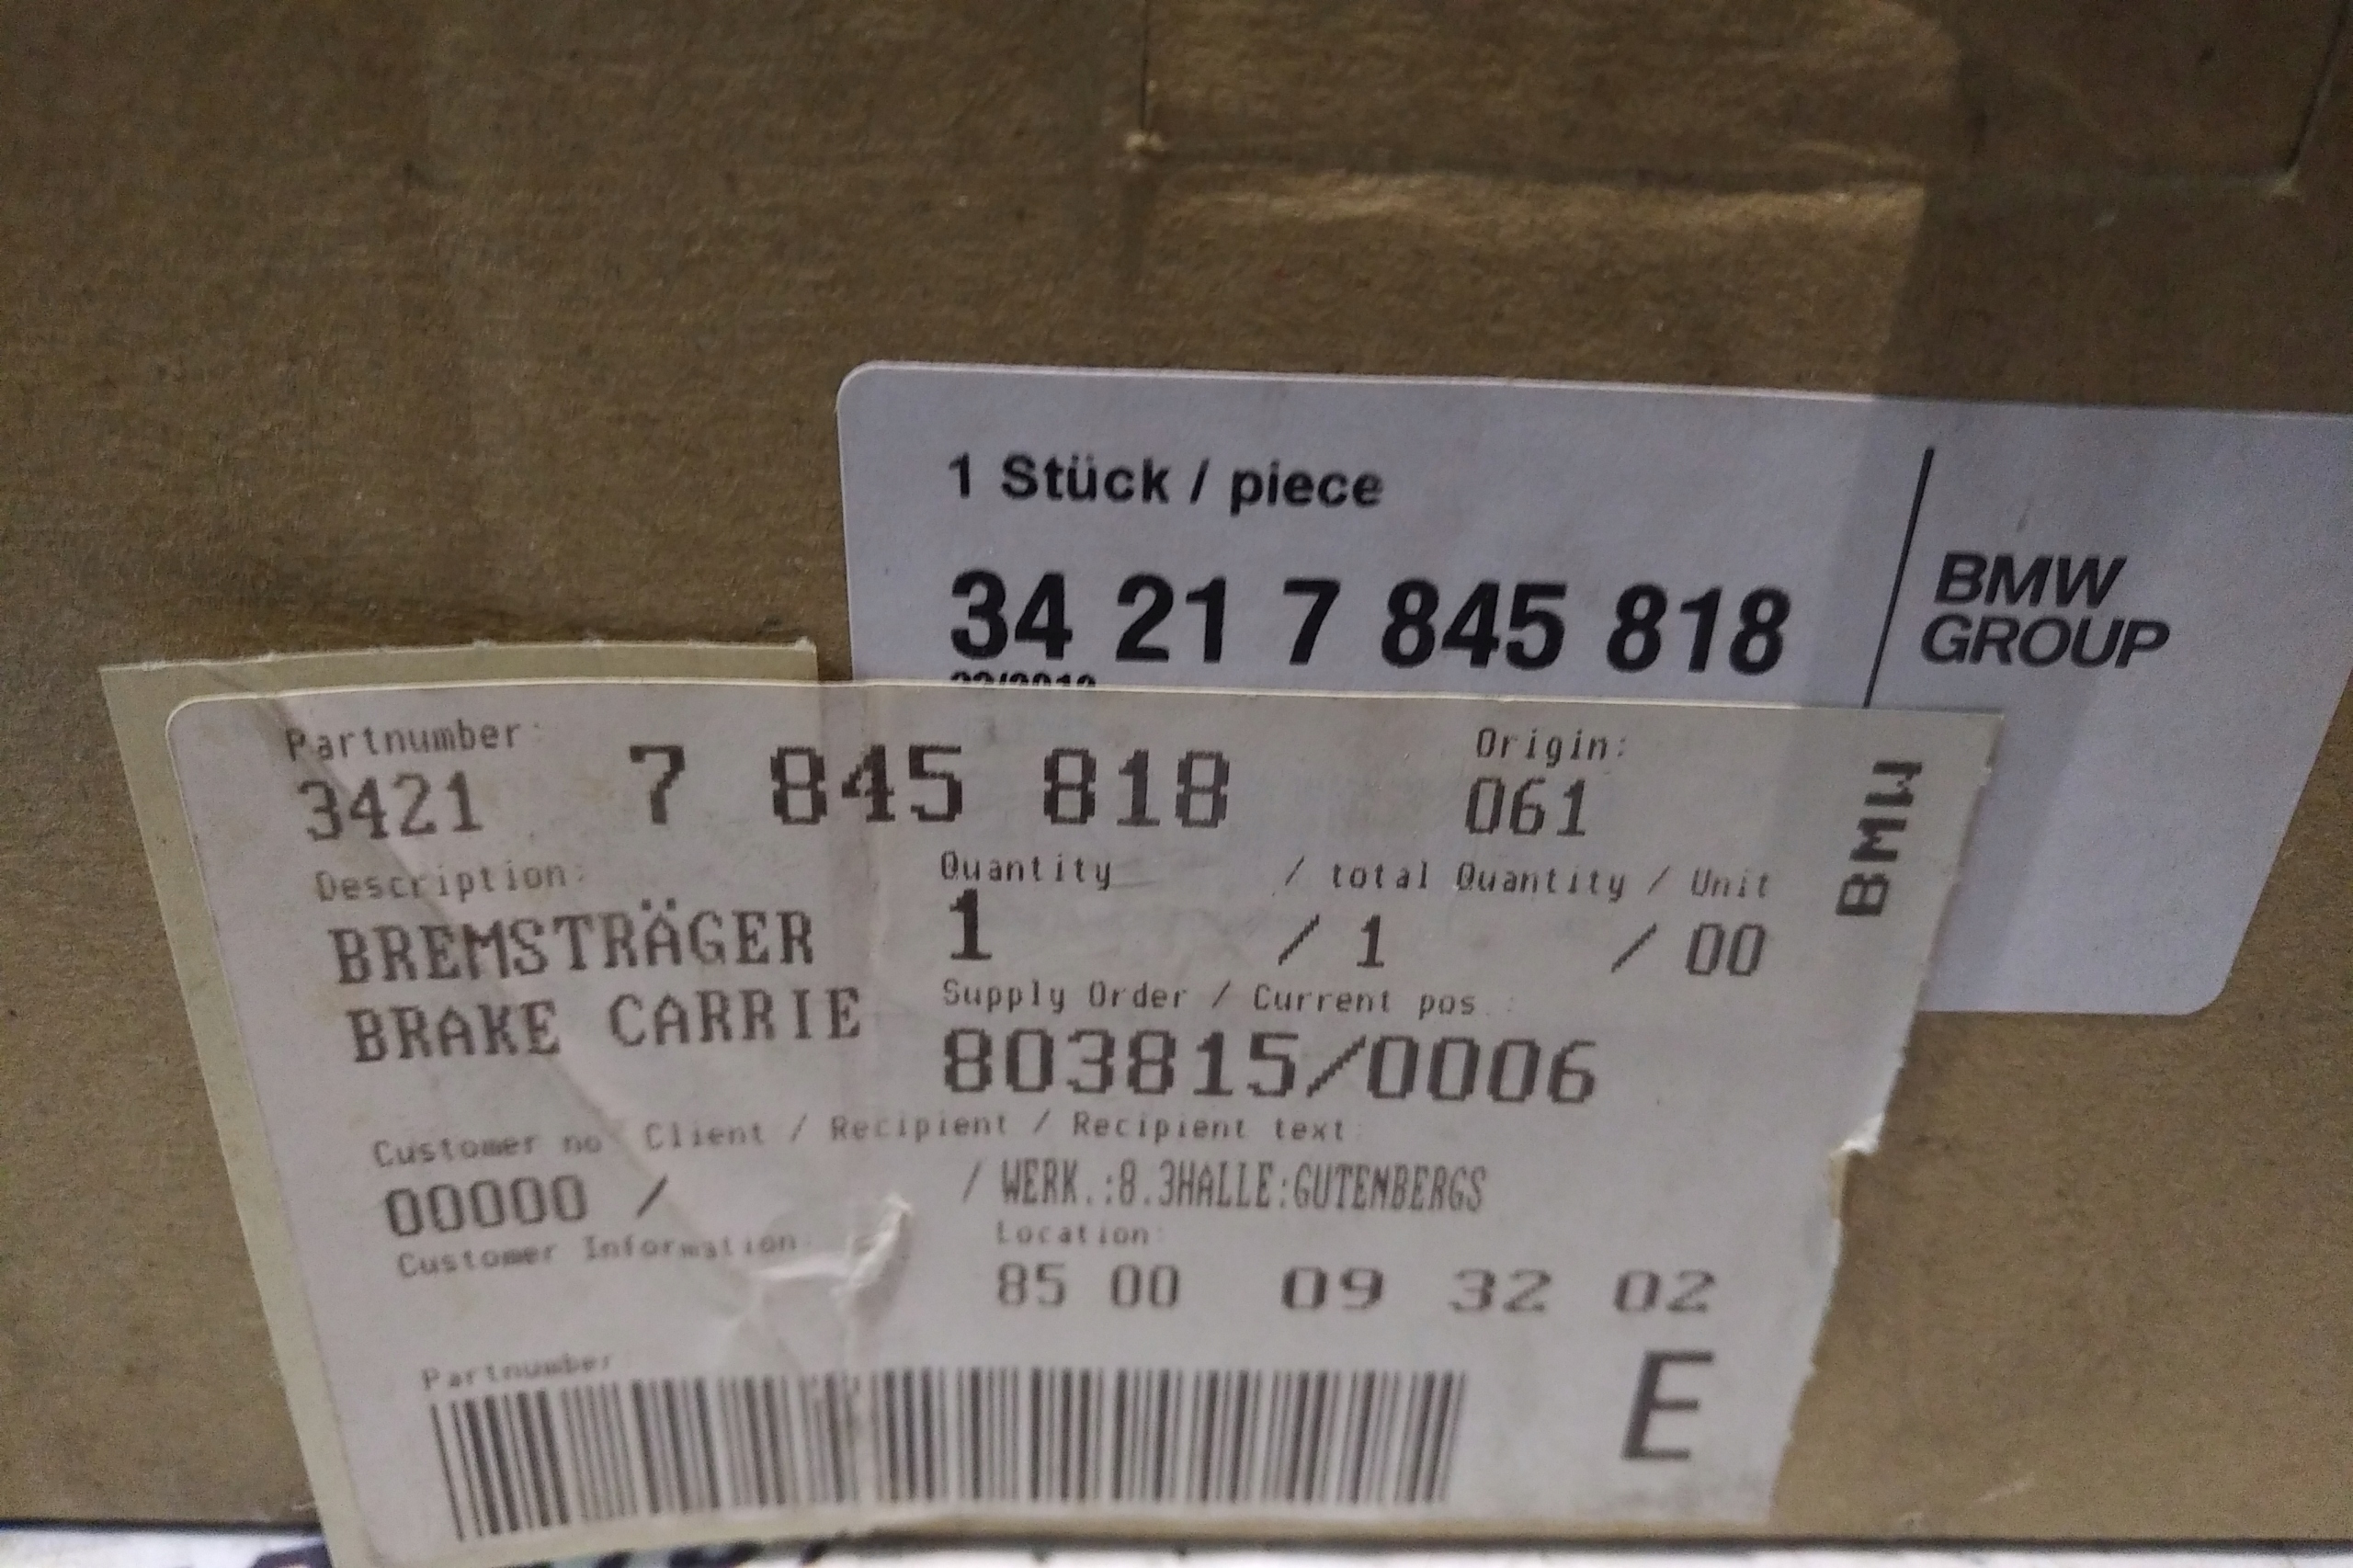 1 Stück / piece
34 21 7 845 818
BMW
GROUP
Partnumber:
3421 7 845 818
Origin:
061
BMW
Description:
BREMSTRÄGER
BRAKE CARRIE
Quantity / total Quantity / Unit
1 / 1 / 00
Supply Order / Current pos.:
803815/0006
Customer no Client / Recipient / Recipient text:
00000 / / WERK.:8.3HALLE:GUTENBERGS
Customer Information:
Location:
85 00 09 32 02
Partnumber
E